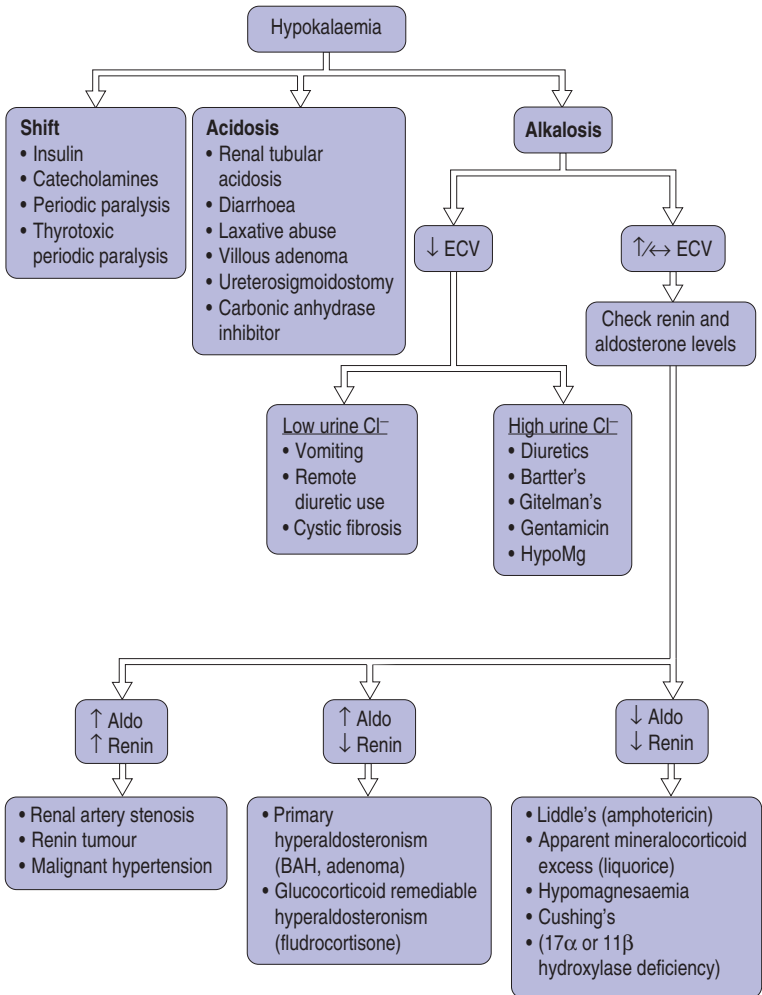 Hypokalaemia
Shift
• Insulin
• Catecholamines
• Periodic paralysis
• Thyrotoxic
periodic paralysis
Acidosis
• Renal tubular
acidosis
• Diarrhoea
• Laxative abuse
• Villous adenoma
• Ureterosigmoidostomy
• Carbonic anhydrase
inhibitor
Alkalosis
↓ ECV
↑/↔ ECV
Check renin and
aldosterone levels
Low urine Cl⁻
• Vomiting
• Remote
diuretic use
• Cystic fibrosis
High urine Cl⁻
• Diuretics
• Bartter's
• Gitelman's
• Gentamicin
• HypoMg
↑ Aldo
↑ Renin
↑ Aldo
↓ Renin
↓ Aldo
↓ Renin
• Renal artery stenosis
• Renin tumour
• Malignant hypertension
• Primary
hyperaldosteronism
(BAH, adenoma)
• Glucocorticoid remediable
hyperaldosteronism
(fludrocortisone)
• Liddle's (amphotericin)
• Apparent mineralocorticoid
excess (liquorice)
• Hypomagnesaemia
• Cushing's
• (17α or 11β
hydroxylase deficiency)